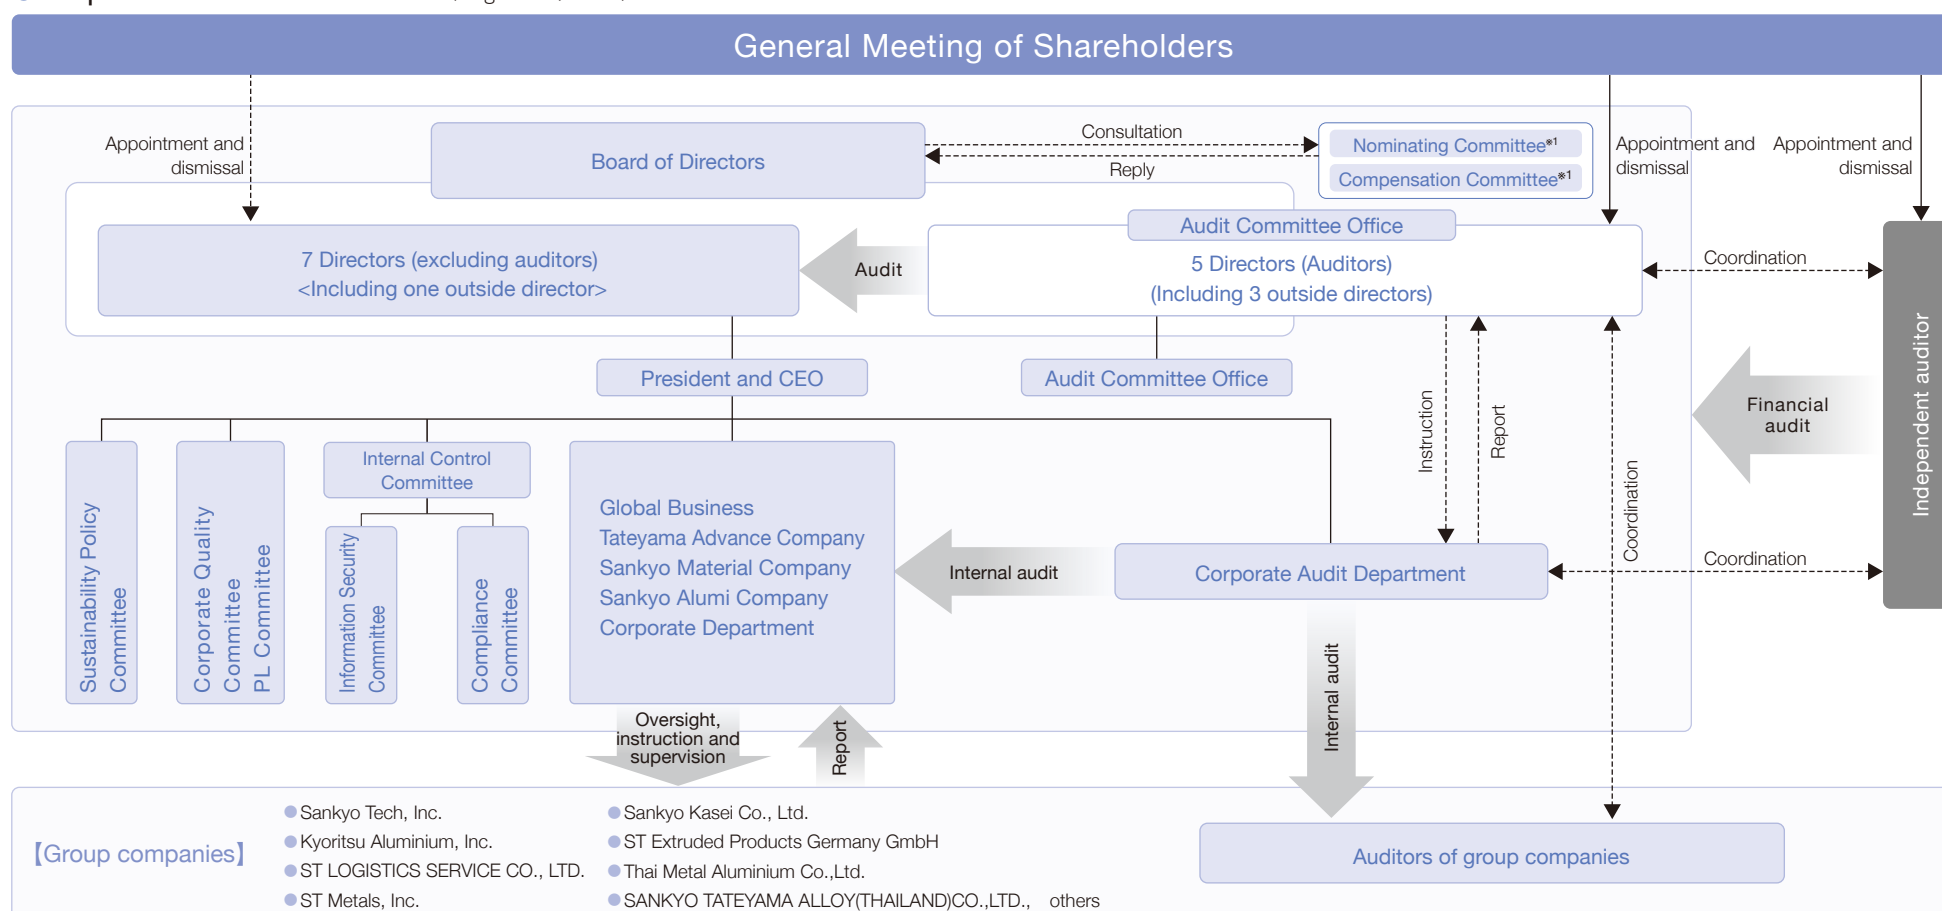 General Meeting of Shareholders
Appointment and
dismissal
Board of Directors
Consultation
Reply
Nominating Committee※1
Compensation Committee※1
Appointment and
dismissal
Appointment and
dismissal
7 Directors (excluding auditors)
<Including one outside director>
Audit
Audit Committee Office
5 Directors (Auditors)
(Including 3 outside directors)
Coordination
Independent auditor
President and CEO
Audit Committee Office
Instruction
Report
Coordination
Financial
audit
Sustainability Policy
Committee
Corporate Quality
Committee
PL Committee
Internal Control
Committee
Information Security
Committee
Compliance
Committee
Global Business
Tateyama Advance Company
Sankyo Material Company
Sankyo Alumi Company
Corporate Department
Internal audit
Corporate Audit Department
Coordination
Internal audit
Oversight,
instruction and
supervision
Report
【Group companies】
Sankyo Tech, Inc.
Kyoritsu Aluminium, Inc.
ST LOGISTICS SERVICE CO., LTD.
ST Metals, Inc.
Sankyo Kasei Co., Ltd.
ST Extruded Products Germany GmbH
Thai Metal Aluminium Co.,Ltd.
SANKYO TATEYAMA ALLOY(THAILAND)CO.,LTD., others
Auditors of group companies